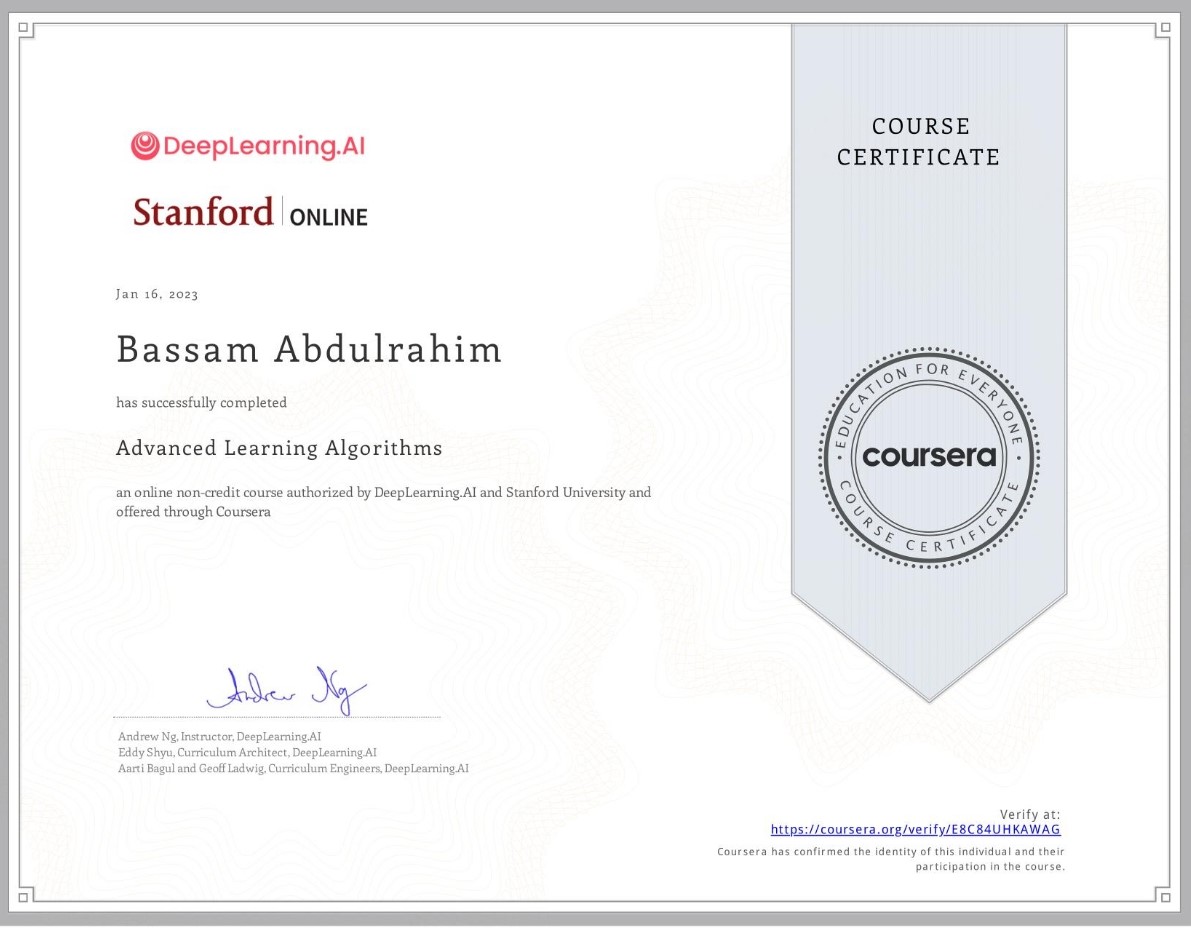 DeepLearning.AI
Stanford ONLINE
COURSE
CERTIFICATE
Jan 16, 2023
Bassam Abdulrahim
has successfully completed
Advanced Learning Algorithms
an online non-credit course authorized by DeepLearning.AI and Stanford University and
offered through Coursera
EDUCATION FOR EVERYONE
coursera
COURSE CERTIFICATE
Andrew Ng
Andrew Ng, Instructor, DeepLearning.AI
Eddy Shyu, Curriculum Architect, DeepLearning.AI
Aarti Bagul and Geoff Ladwig, Curriculum Engineers, DeepLearning.AI
Verify at:
https://coursera.org/verify/E8C84UHKAWAG
Coursera has confirmed the identity of this individual and their
participation in the course.